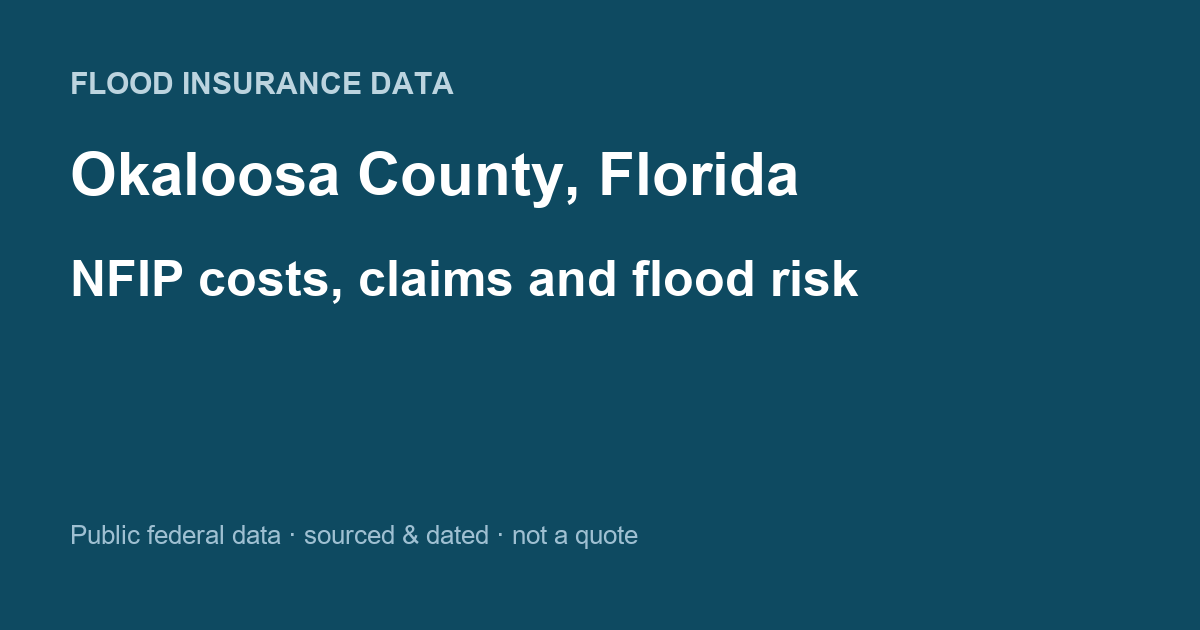 FLOOD INSURANCE DATA
Okaloosa County, Florida
NFIP costs, claims and flood risk
Public federal data · sourced & dated · not a quote